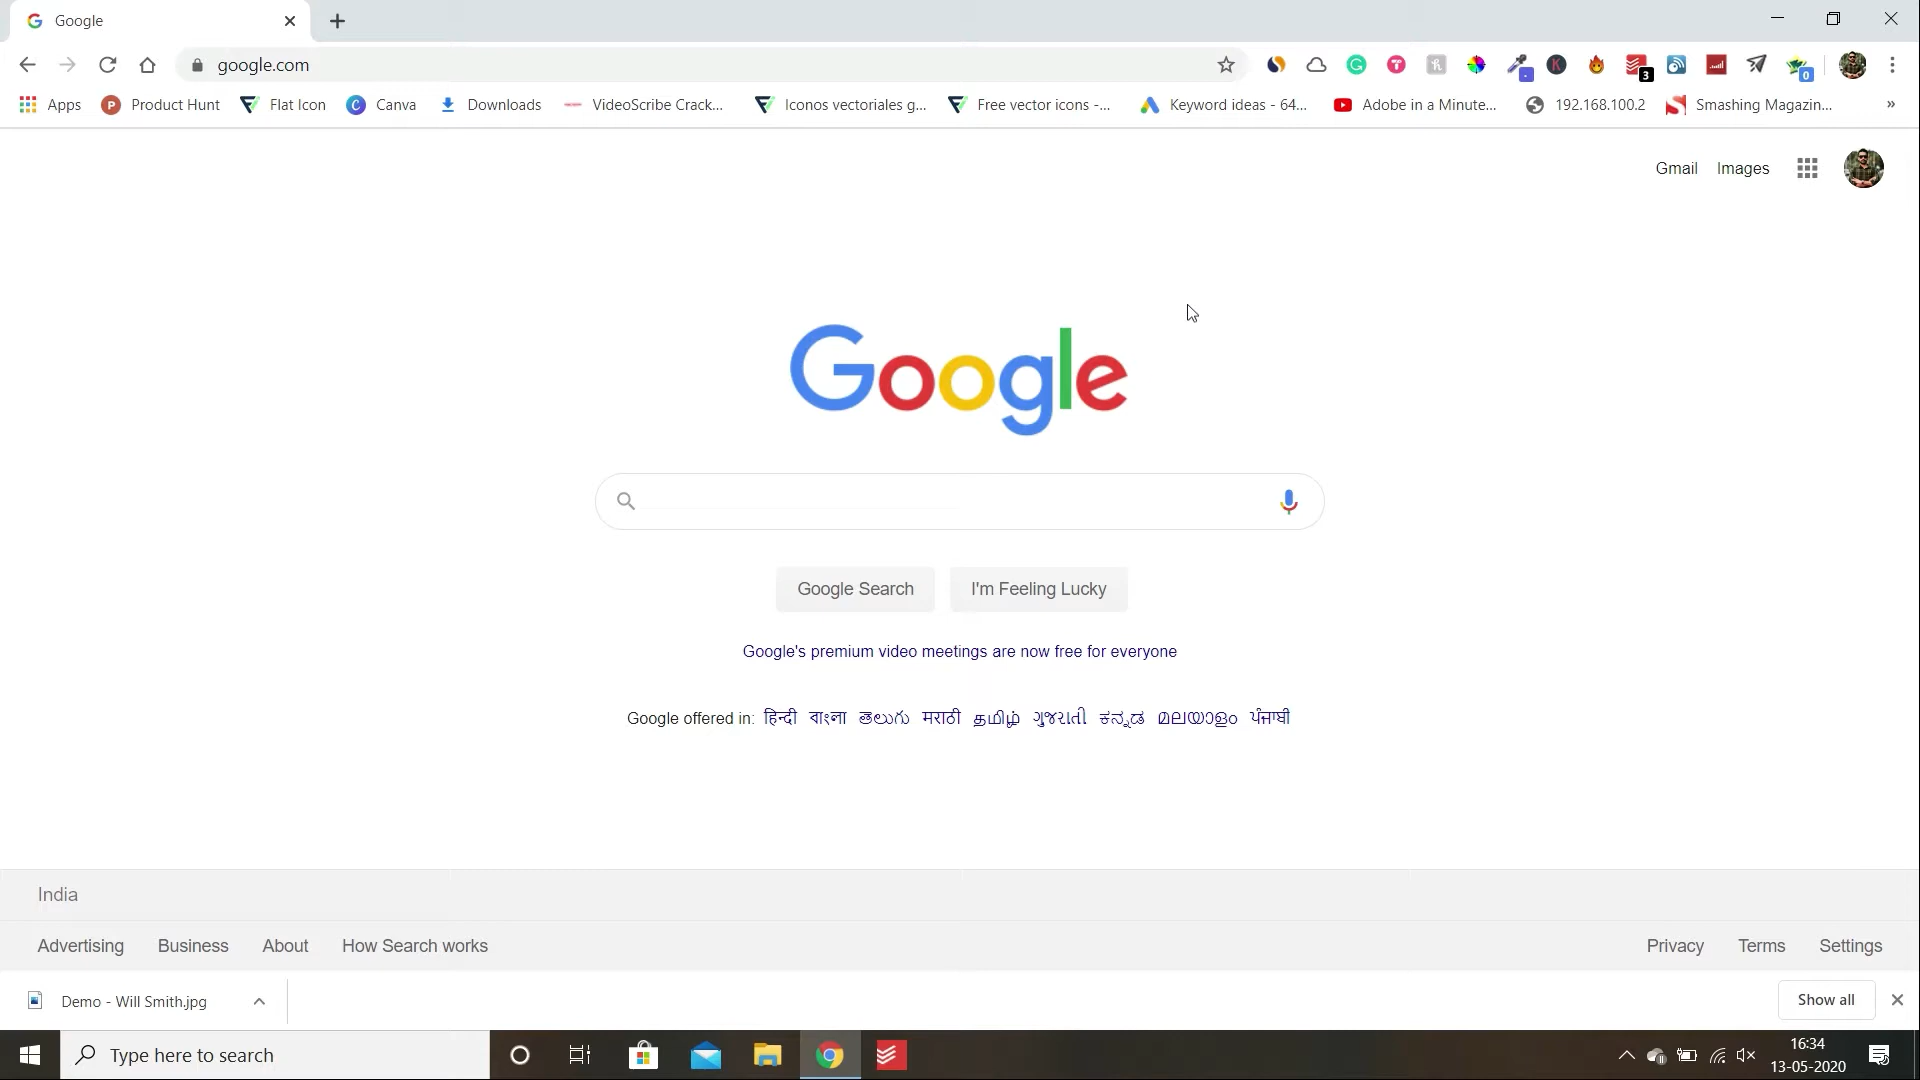 Google
google.com
3
0
Apps Product Hunt Flat Icon Canva Downloads VideoScribe Crack... Iconos vectoriales g... Free vector icons -... Keyword ideas - 64... Adobe in a Minute... 192.168.100.2 Smashing Magazin... »
Gmail Images
Google
Google Search I'm Feeling Lucky
Google's premium video meetings are now free for everyone
Google offered in: हिन्दी বাংলা తెలుగు मराठी தமிழ் ગુજરાતી ಕನ್ನಡ മലയാളം ਪੰਜਾਬੀ
India
Advertising Business About How Search works Privacy Terms Settings
Demo - Will Smith.jpg Show all
Type here to search
16:34
13-05-2020